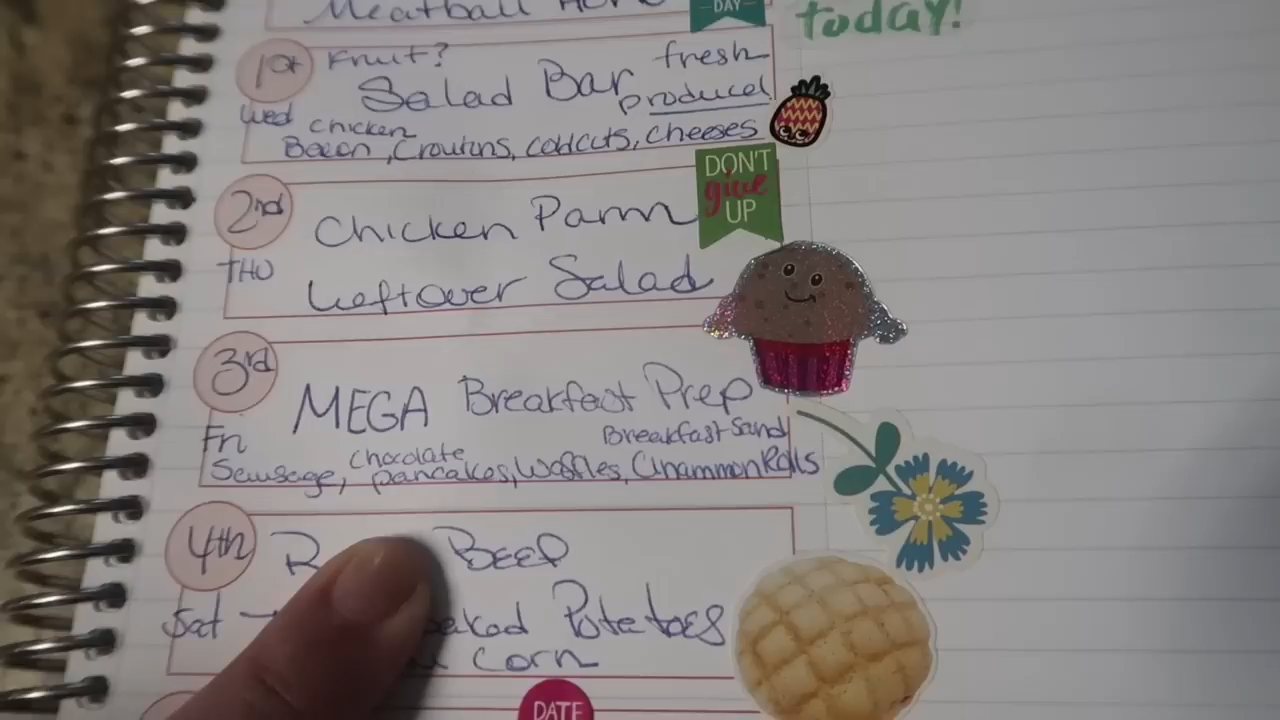 Meatball
DAY
today!
1st
Fruit?
fresh
Salad Bar
produce!
Wed
Chicken
Bacon, Croutons, coldcuts, cheeses
DON'T
give
UP
2nd
Chicken Parm
THU
Leftover Salad
3rd
MEGA Breakfast Prep
Fri
Breakfast Sand
Chocolate
Sausage, pancakes, Waffles, Cinammon Rolls
4th
Beef
Sat
Potatoes
Corn
DATE